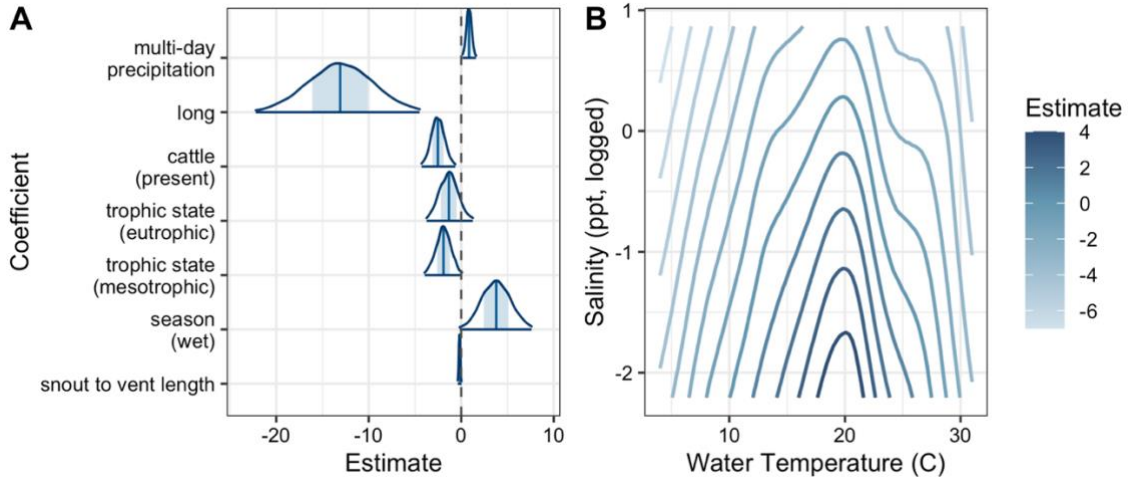 A
multi-day
precipitation
long
cattle
(present)
trophic state
(eutrophic)
trophic state
(mesotrophic)
season
(wet)
snout to vent length
Coefficient
-20 -10 0 10
Estimate
B
1
0
-1
-2
Salinity (ppt, logged)
10 20 30
Water Temperature (C)
Estimate
4
2
0
-2
-4
-6